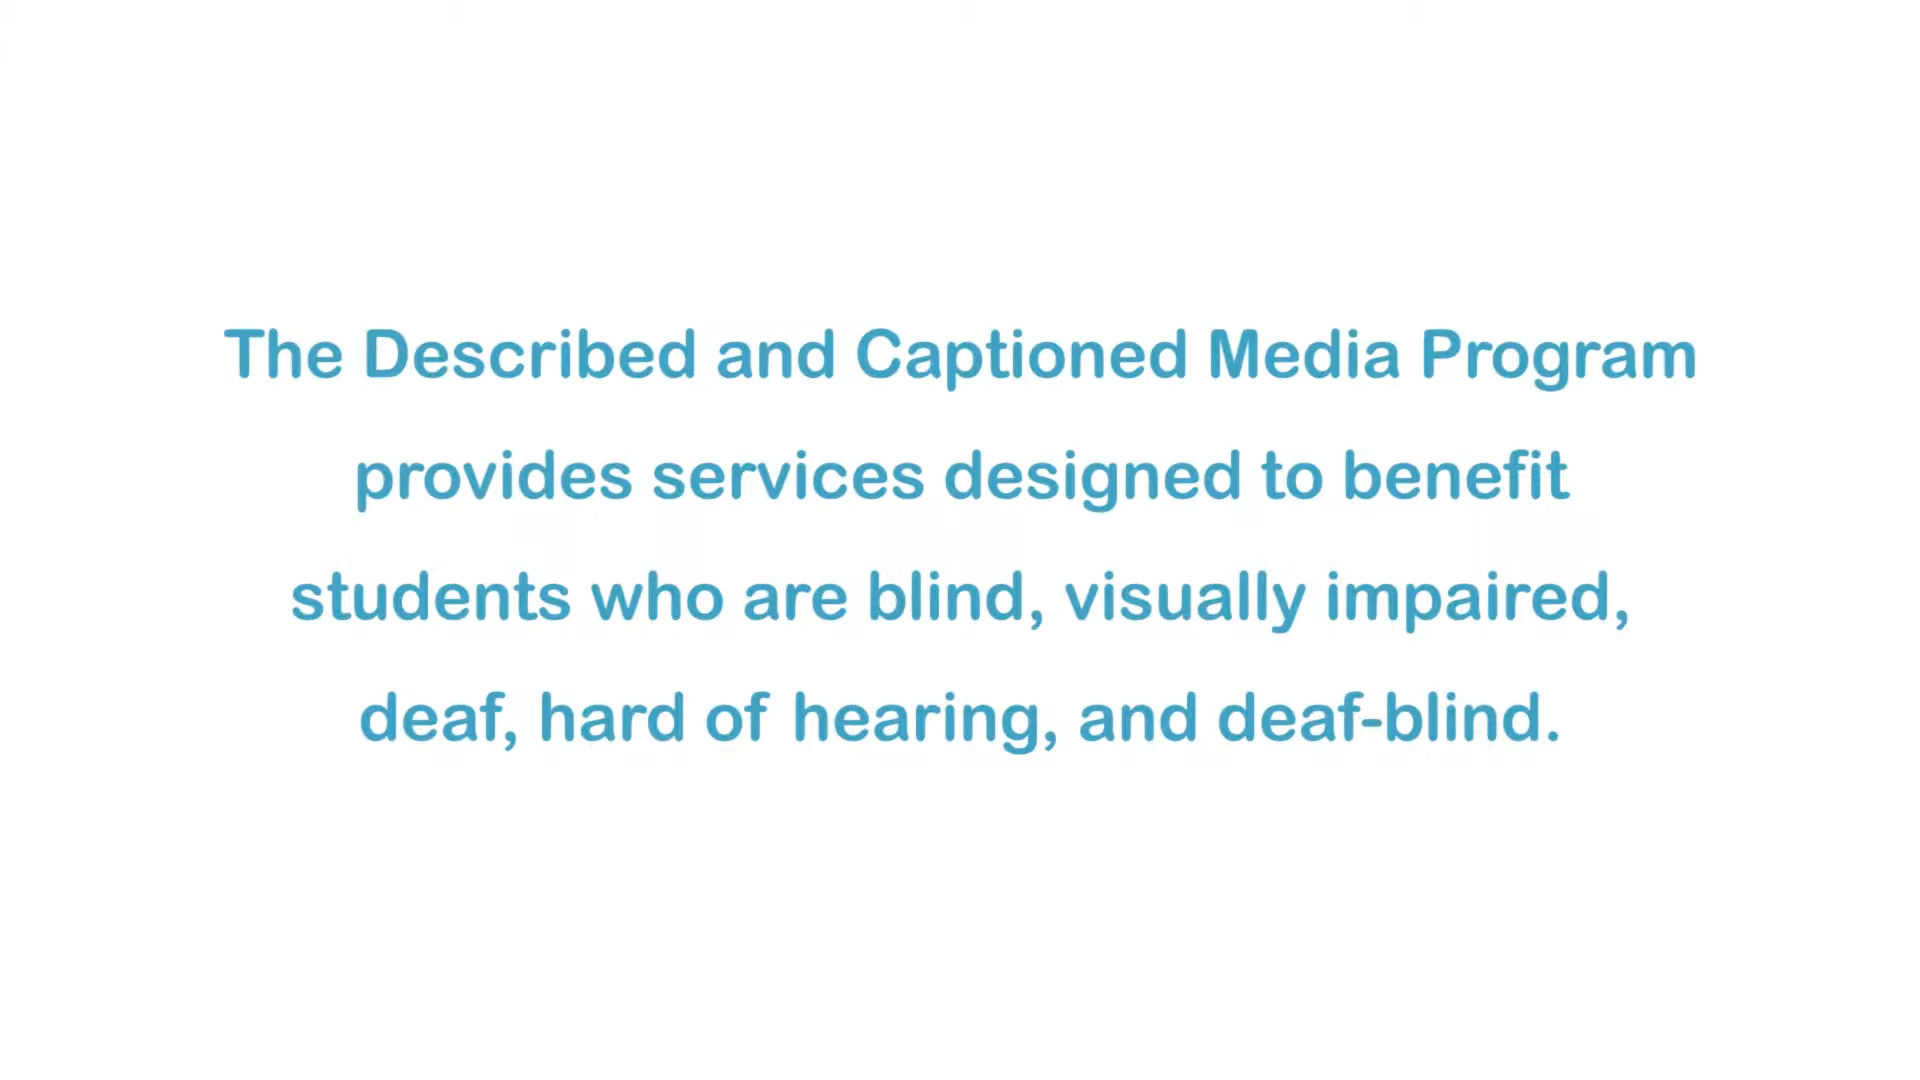 The Described and Captioned Media Program
provides services designed to benefit
students who are blind, visually impaired,
deaf, hard of hearing, and deaf-blind.